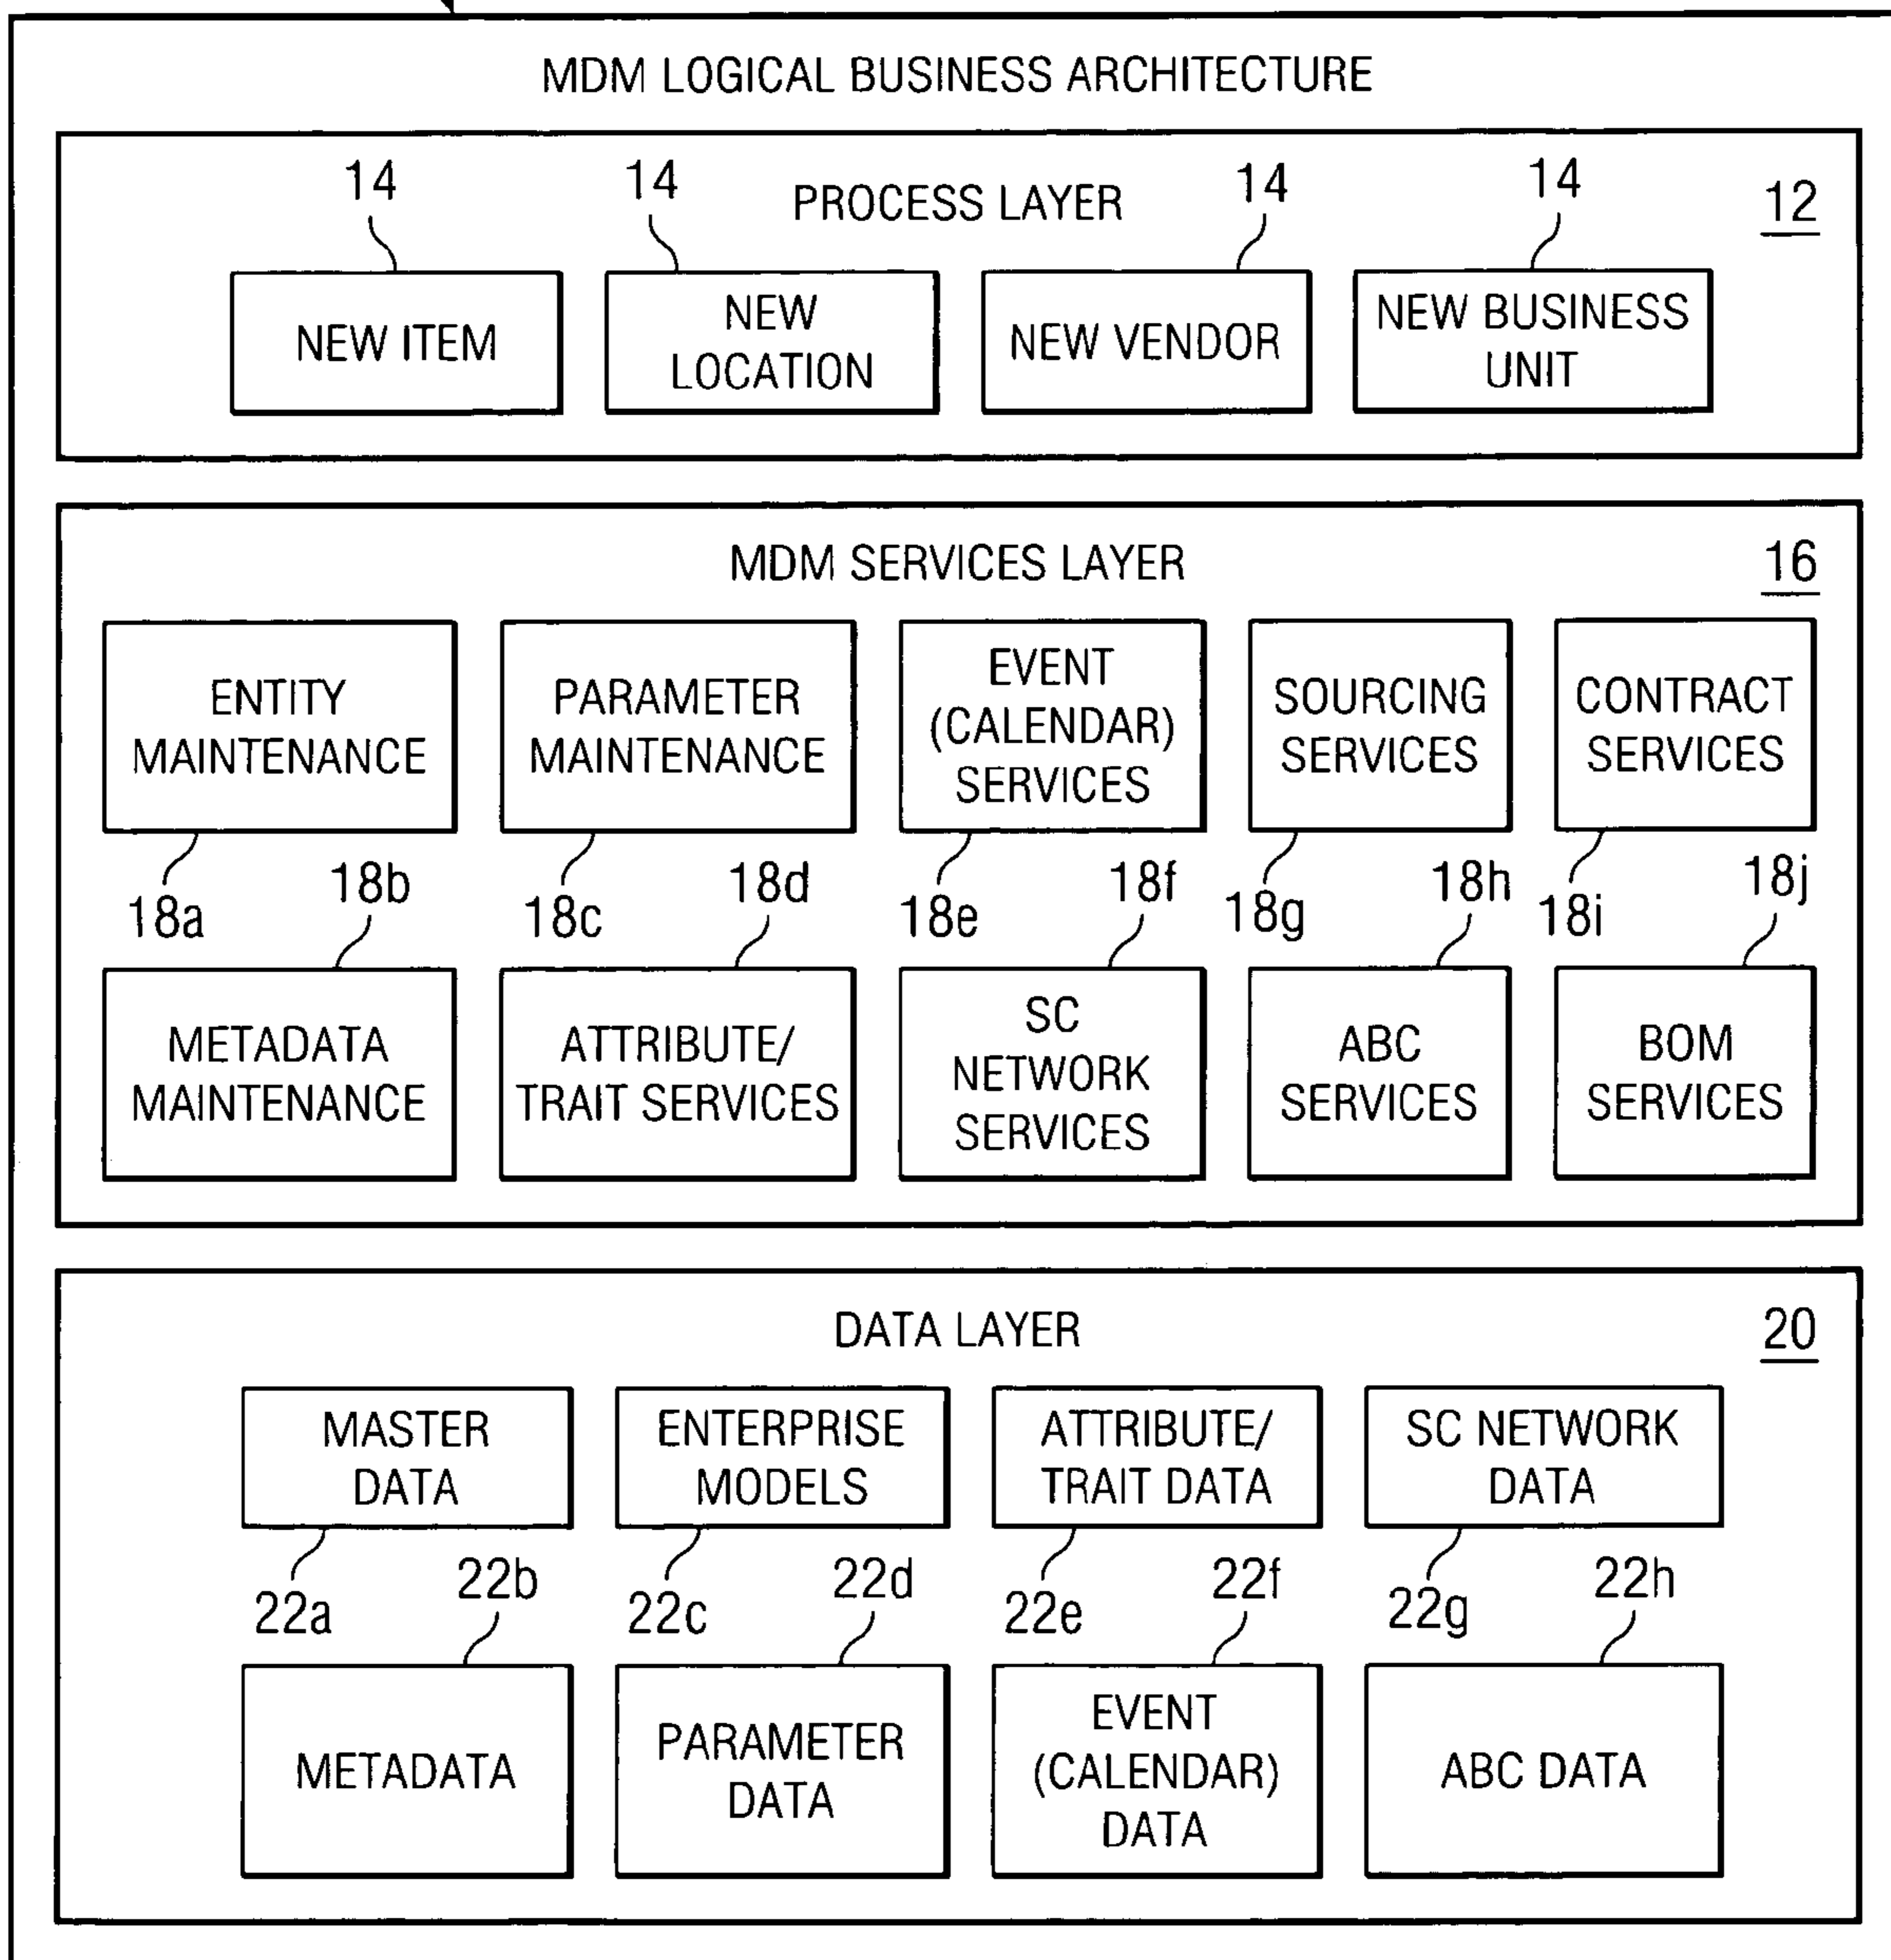 MDM LOGICAL BUSINESS ARCHITECTURE
PROCESS LAYER
12
14
14
14
14
NEW ITEM
NEW
LOCATION
NEW VENDOR
NEW BUSINESS
UNIT
MDM SERVICES LAYER
16
ENTITY
MAINTENANCE
PARAMETER
MAINTENANCE
EVENT
(CALENDAR)
SERVICES
SOURCING
SERVICES
CONTRACT
SERVICES
18a
18b
18c
18d
18e
18f
18g
18h
18i
18j
METADATA
MAINTENANCE
ATTRIBUTE/
TRAIT SERVICES
SC
NETWORK
SERVICES
ABC
SERVICES
BOM
SERVICES
DATA LAYER
20
MASTER
DATA
ENTERPRISE
MODELS
ATTRIBUTE/
TRAIT DATA
SC NETWORK
DATA
22a
22b
22c
22d
22e
22f
22g
22h
METADATA
PARAMETER
DATA
EVENT
(CALENDAR)
DATA
ABC DATA